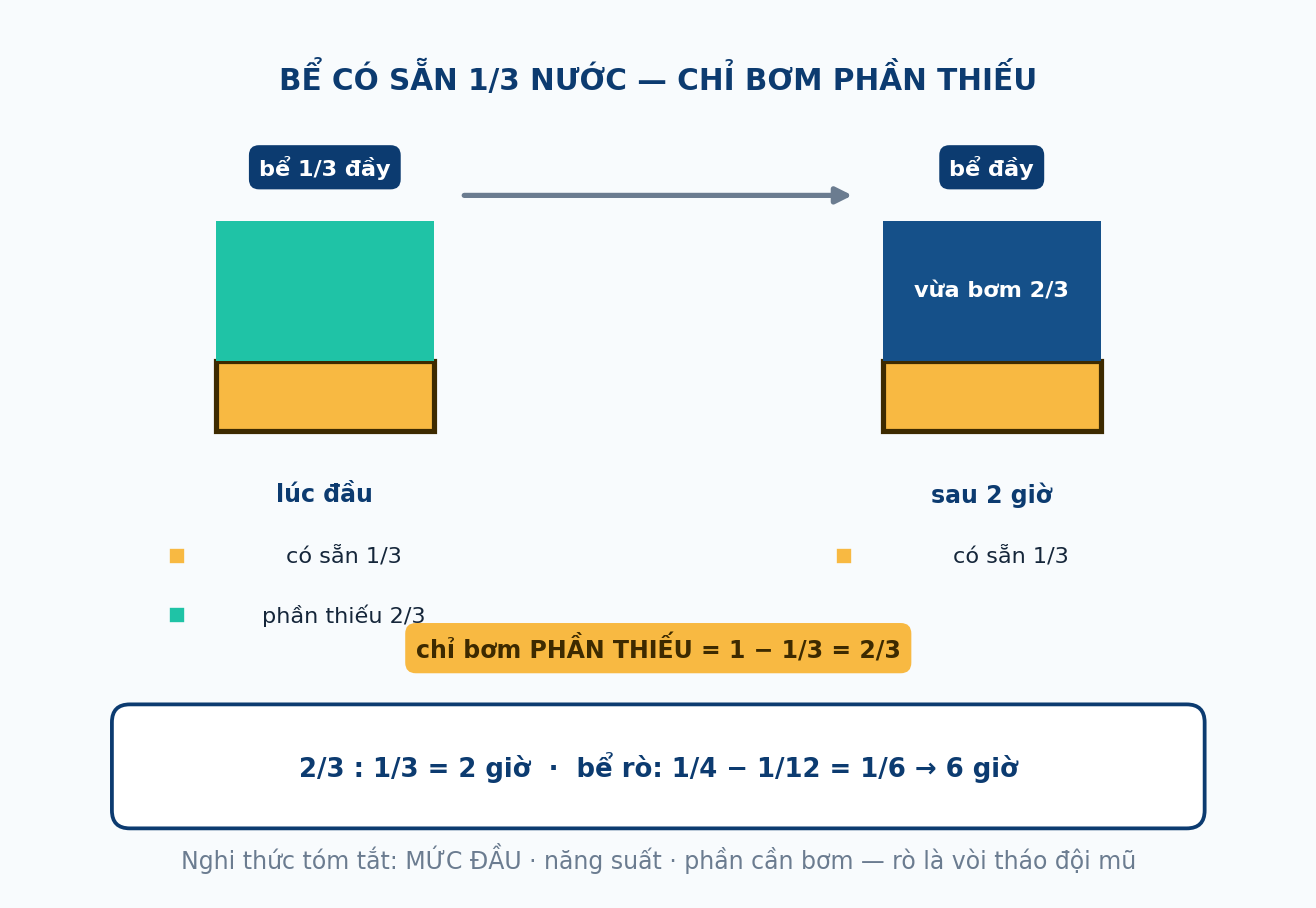 BỂ CÓ SẴN 1/3 NƯỚC — CHỈ BƠM PHẦN THIẾU
bể 1/3 đầy
bể đầy
vừa bơm 2/3
lúc đầu
sau 2 giờ
có sẵn 1/3
có sẵn 1/3
phần thiếu 2/3
chỉ bơm PHẦN THIẾU = 1 − 1/3 = 2/3
2/3 : 1/3 = 2 giờ · bể rò: 1/4 − 1/12 = 1/6 → 6 giờ
Nghi thức tóm tắt: MỨC ĐẦU · năng suất · phần cần bơm — rò là vòi tháo đội mũ